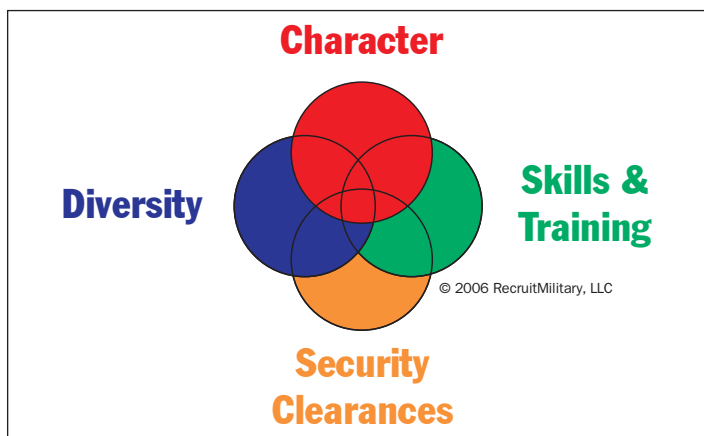 Character
Diversity
Skills &
Training
© 2006 RecruitMilitary, LLC
Security
Clearances